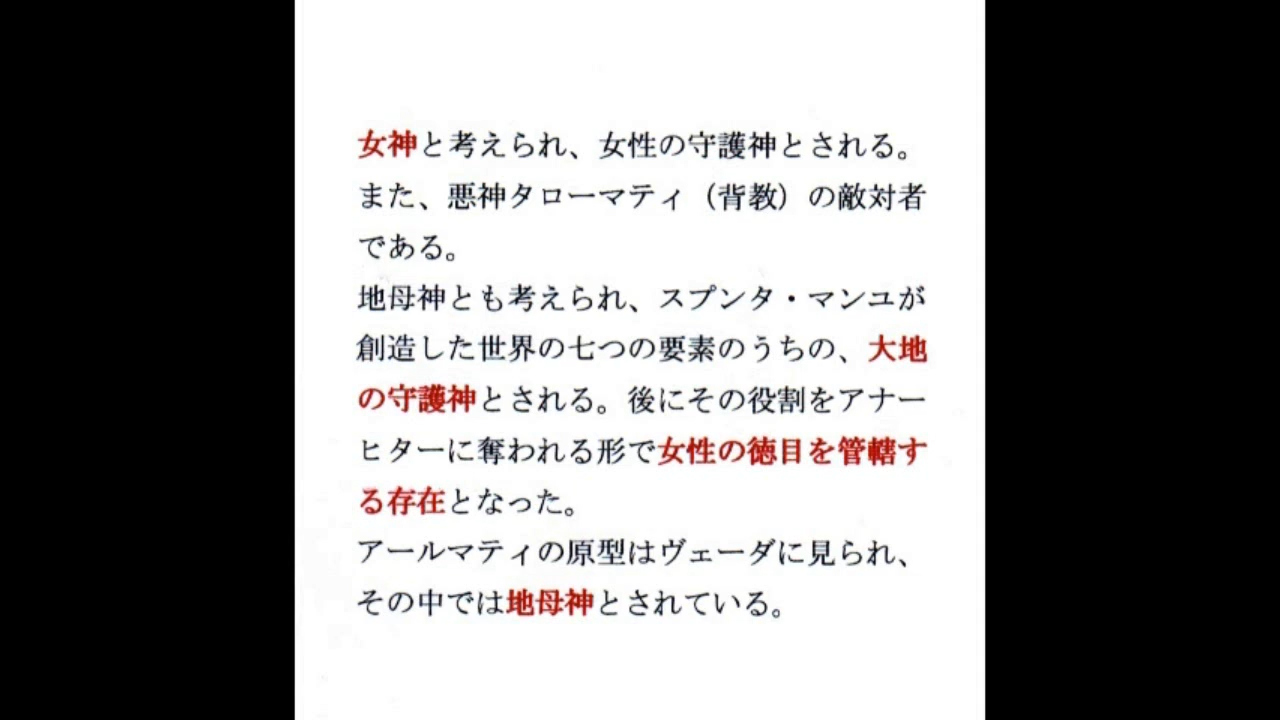 女神と考えられ、女性の守護神とされる。
また、悪神タローマティ（背教）の敵対者
である。
地母神とも考えられ、スプンタ・マンユが
創造した世界の七つの要素のうちの、大地
の守護神とされる。後にその役割をアナー
ヒターに奪われる形で女性の徳目を管轄す
る存在となった。
アールマティの原型はヴェーダに見られ、
その中では地母神とされている。